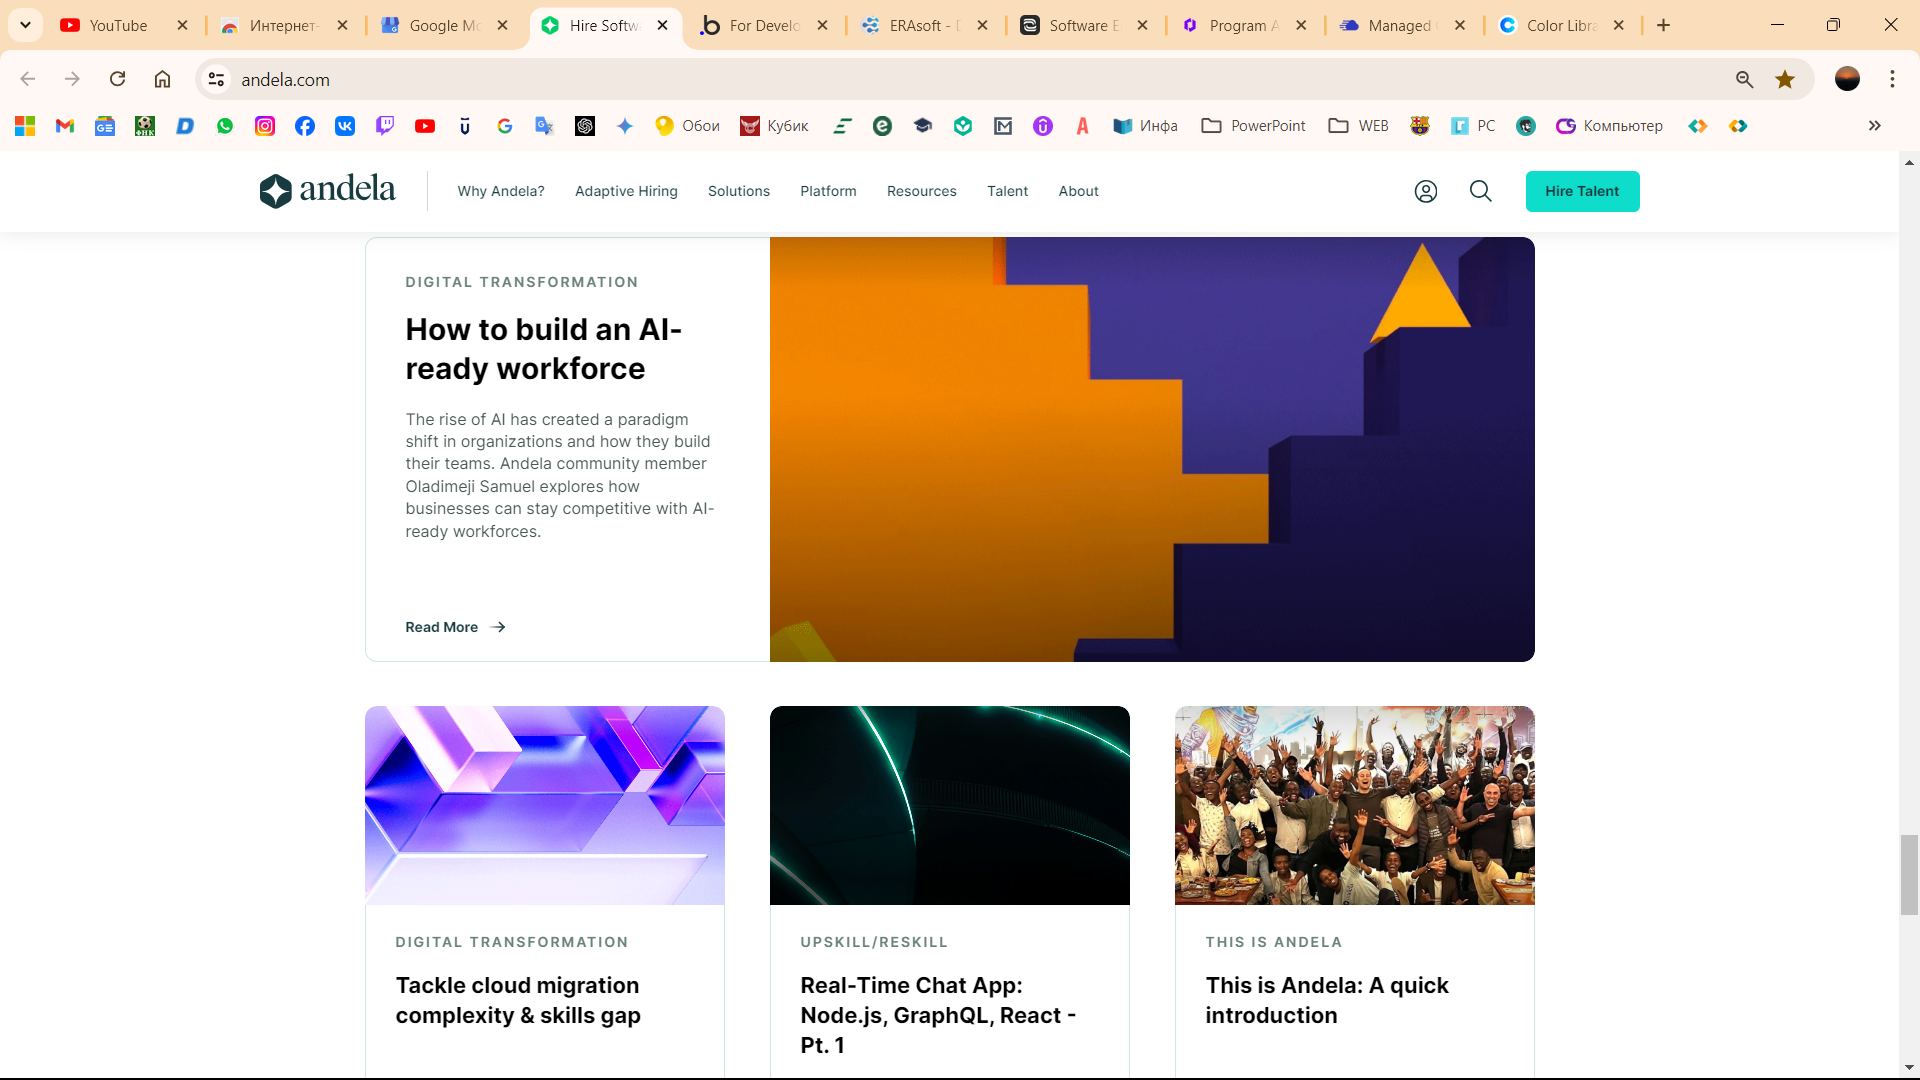 YouTube
Интернет-
Google Mo
Hire Softw
For Develo
ERAsoft - D
Software E
Program A
Managed
Color Libra
andela.com
Обои
Кубик
Инфа
PowerPoint
WEB
PC
Компьютер
andela
Why Andela?
Adaptive Hiring
Solutions
Platform
Resources
Talent
About
Hire Talent
DIGITAL TRANSFORMATION
How to build an AI-
ready workforce
The rise of AI has created a paradigm
shift in organizations and how they build
their teams. Andela community member
Oladimeji Samuel explores how
businesses can stay competitive with AI-
ready workforces.
Read More
DIGITAL TRANSFORMATION
Tackle cloud migration
complexity & skills gap
UPSKILL/RESKILL
Real-Time Chat App:
Node.js, GraphQL, React -
Pt. 1
THIS IS ANDELA
This is Andela: A quick
introduction